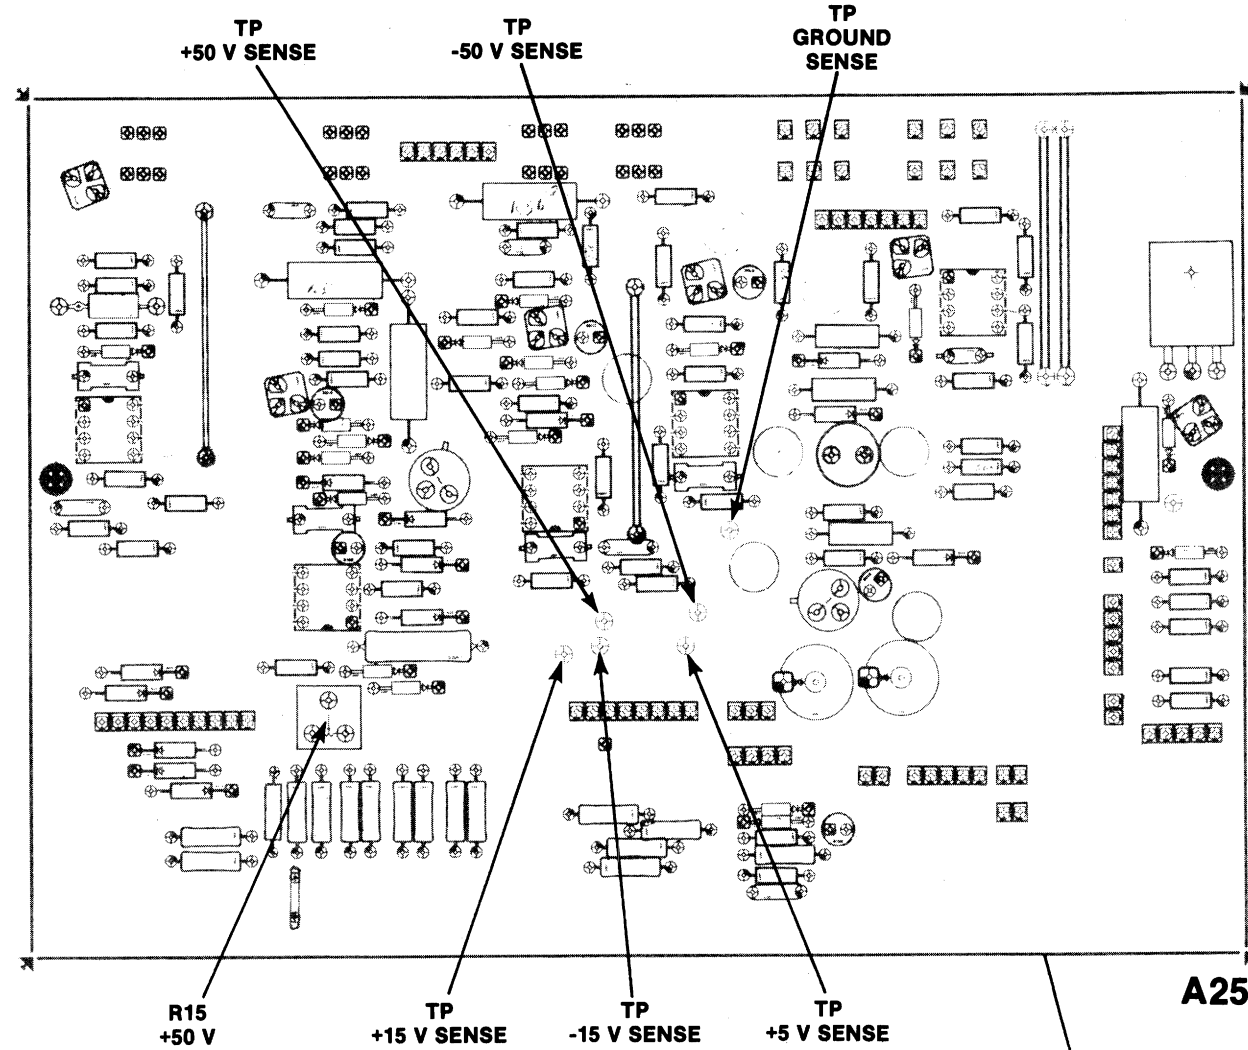 TP
+50 V SENSE
TP
-50 V SENSE
TP
GROUND
SENSE
A25
R15
+50 V
TP
+15 V SENSE
TP
-15 V SENSE
TP
+5 V SENSE